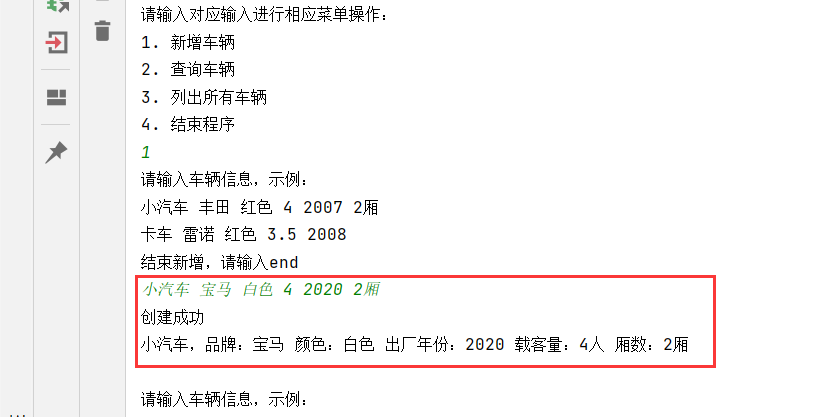 请输入对应输入进行相应菜单操作：
1. 新增车辆
2. 查询车辆
3. 列出所有车辆
4. 结束程序
1
请输入车辆信息，示例：
小汽车 丰田 红色 4 2007 2厢
卡车 雷诺 红色 3.5 2008
结束新增，请输入end
小汽车 宝马 白色 4 2020 2厢
创建成功
小汽车，品牌：宝马 颜色：白色 出厂年份：2020 载客量：4人 厢数：2厢
请输入车辆信息，示例：